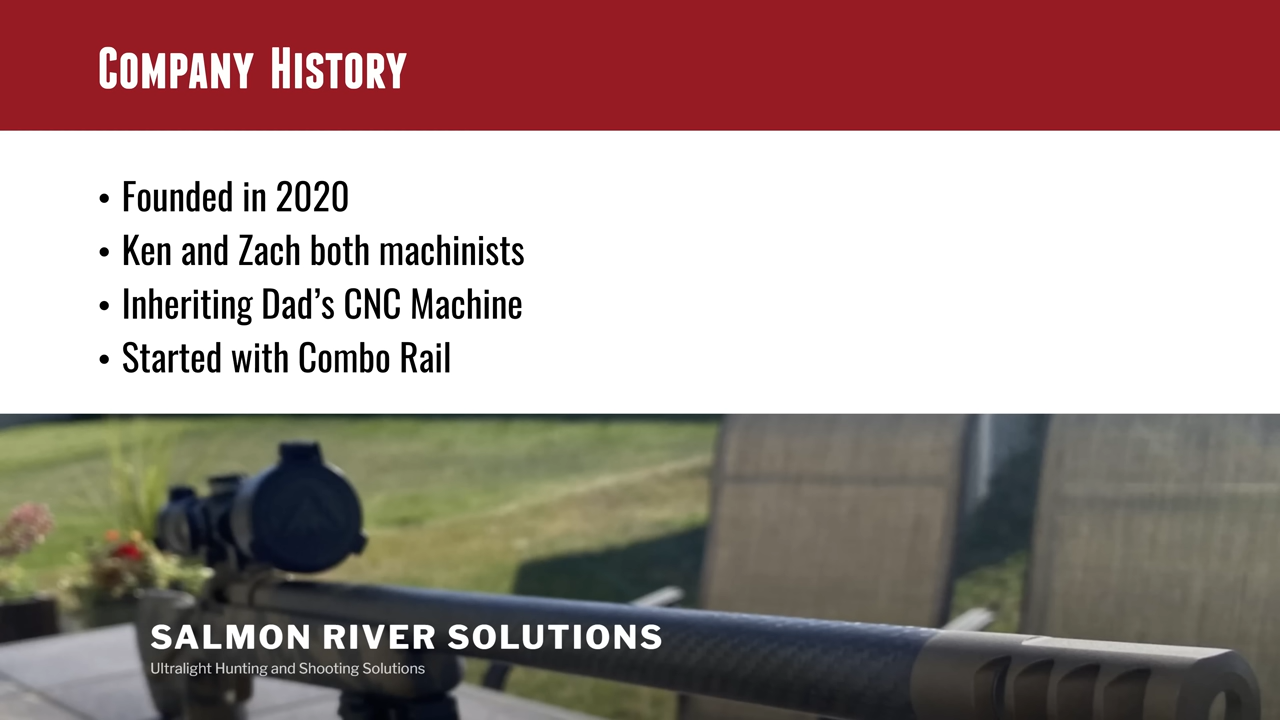 Company History
• Founded in 2020
• Ken and Zach both machinists
• Inheriting Dad’s CNC Machine
• Started with Combo Rail
SALMON RIVER SOLUTIONS
Ultralight Hunting and Shooting Solutions